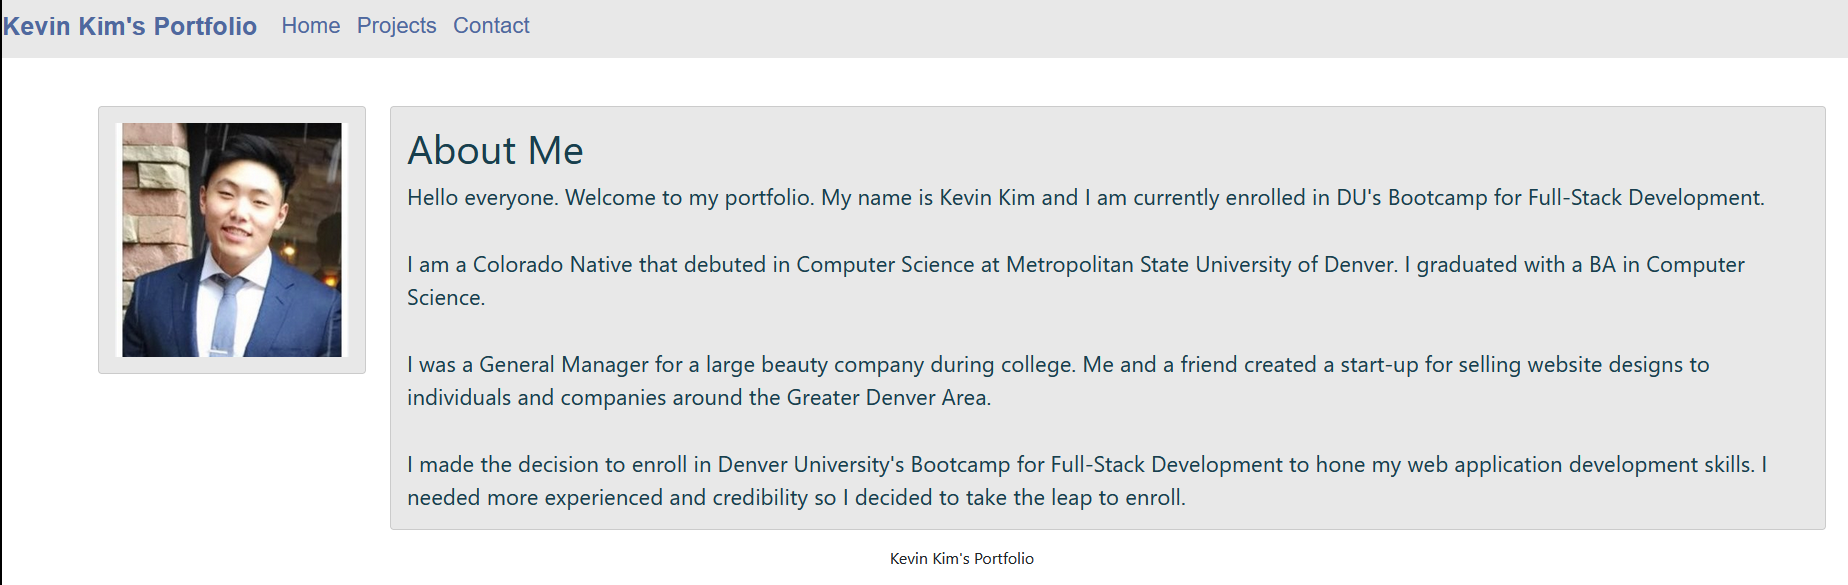 Kevin Kim's Portfolio Home Projects Contact
About Me
Hello everyone. Welcome to my portfolio. My name is Kevin Kim and I am currently enrolled in DU's Bootcamp for Full-Stack Development.
I am a Colorado Native that debuted in Computer Science at Metropolitan State University of Denver. I graduated with a BA in Computer
Science.
I was a General Manager for a large beauty company during college. Me and a friend created a start-up for selling website designs to
individuals and companies around the Greater Denver Area.
I made the decision to enroll in Denver University's Bootcamp for Full-Stack Development to hone my web application development skills. I
needed more experienced and credibility so I decided to take the leap to enroll.
Kevin Kim's Portfolio